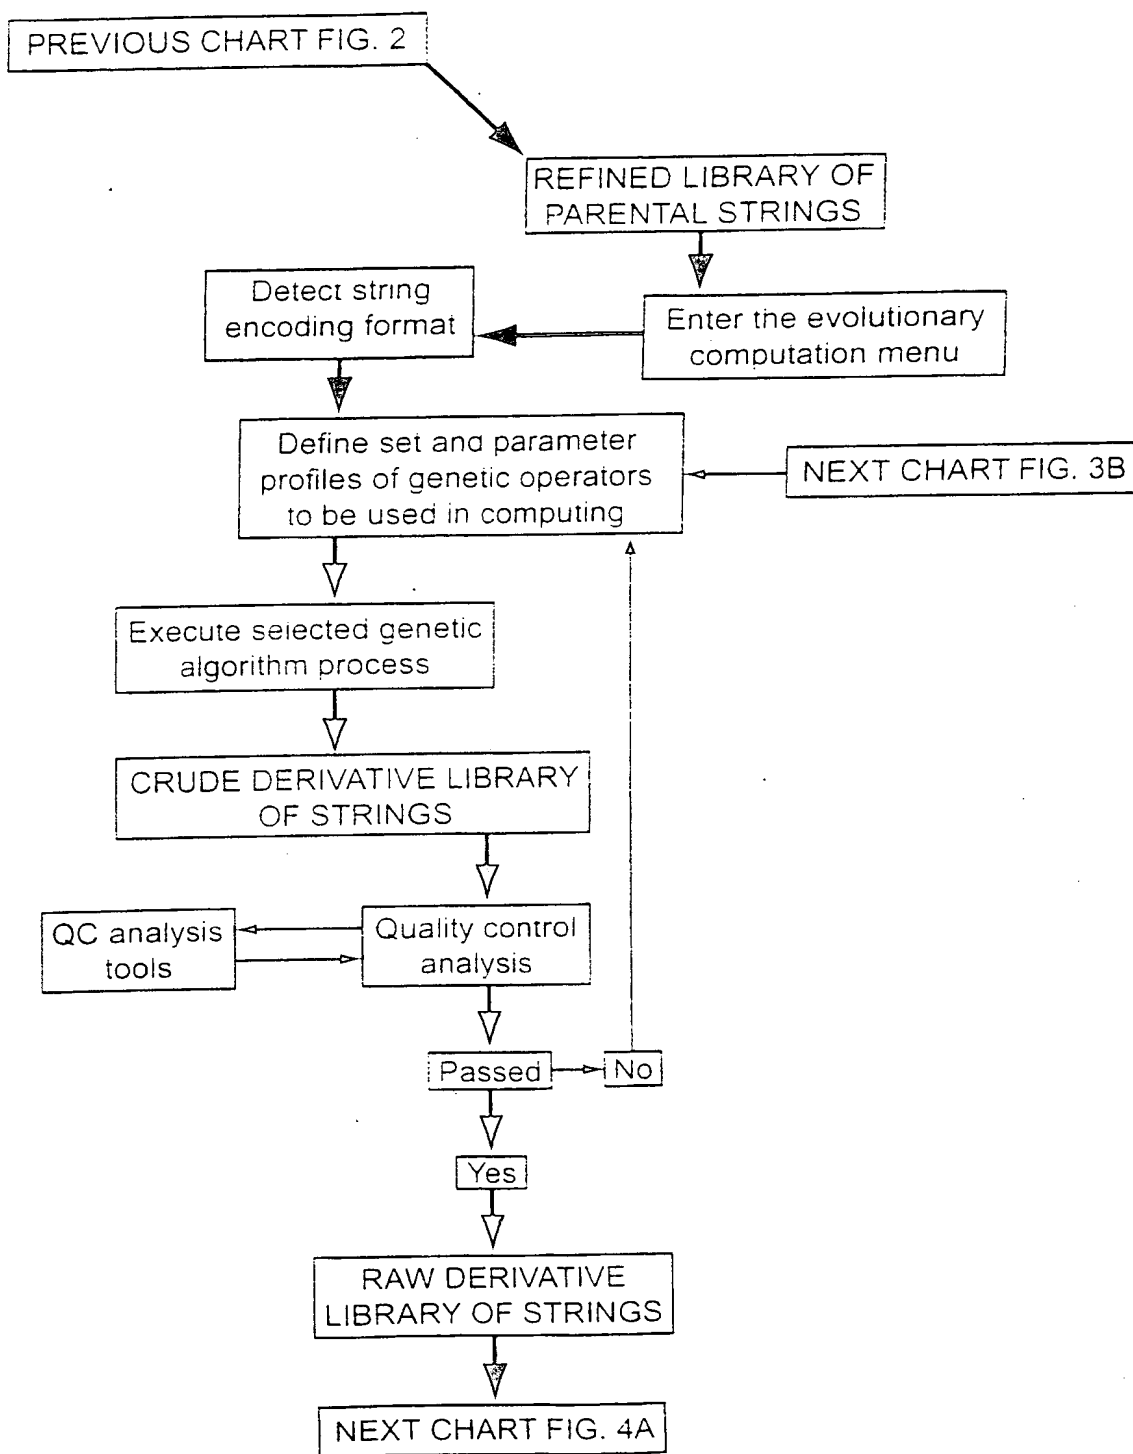 PREVIOUS CHART FIG. 2
REFINED LIBRARY OF
PARENTAL STRINGS
Detect string
encoding format
Enter the evolutionary
computation menu
Define set and parameter
profiles of genetic operators
to be used in computing
NEXT CHART FIG. 3B
Execute selected genetic
algorithm process
CRUDE DERIVATIVE LIBRARY
OF STRINGS
QC analysis
tools
Quality control
analysis
Passed
No
Yes
RAW DERIVATIVE
LIBRARY OF STRINGS
NEXT CHART FIG. 4A